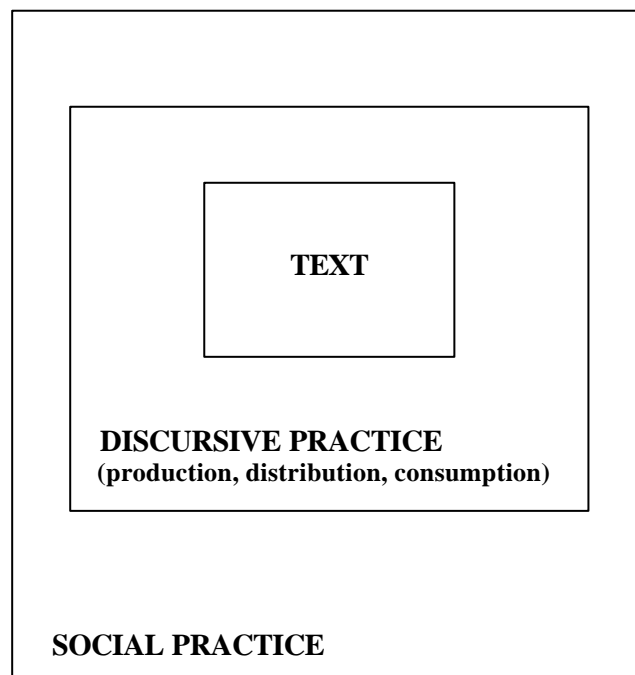 TEXT
DISCURSIVE PRACTICE
(production, distribution, consumption)
SOCIAL PRACTICE